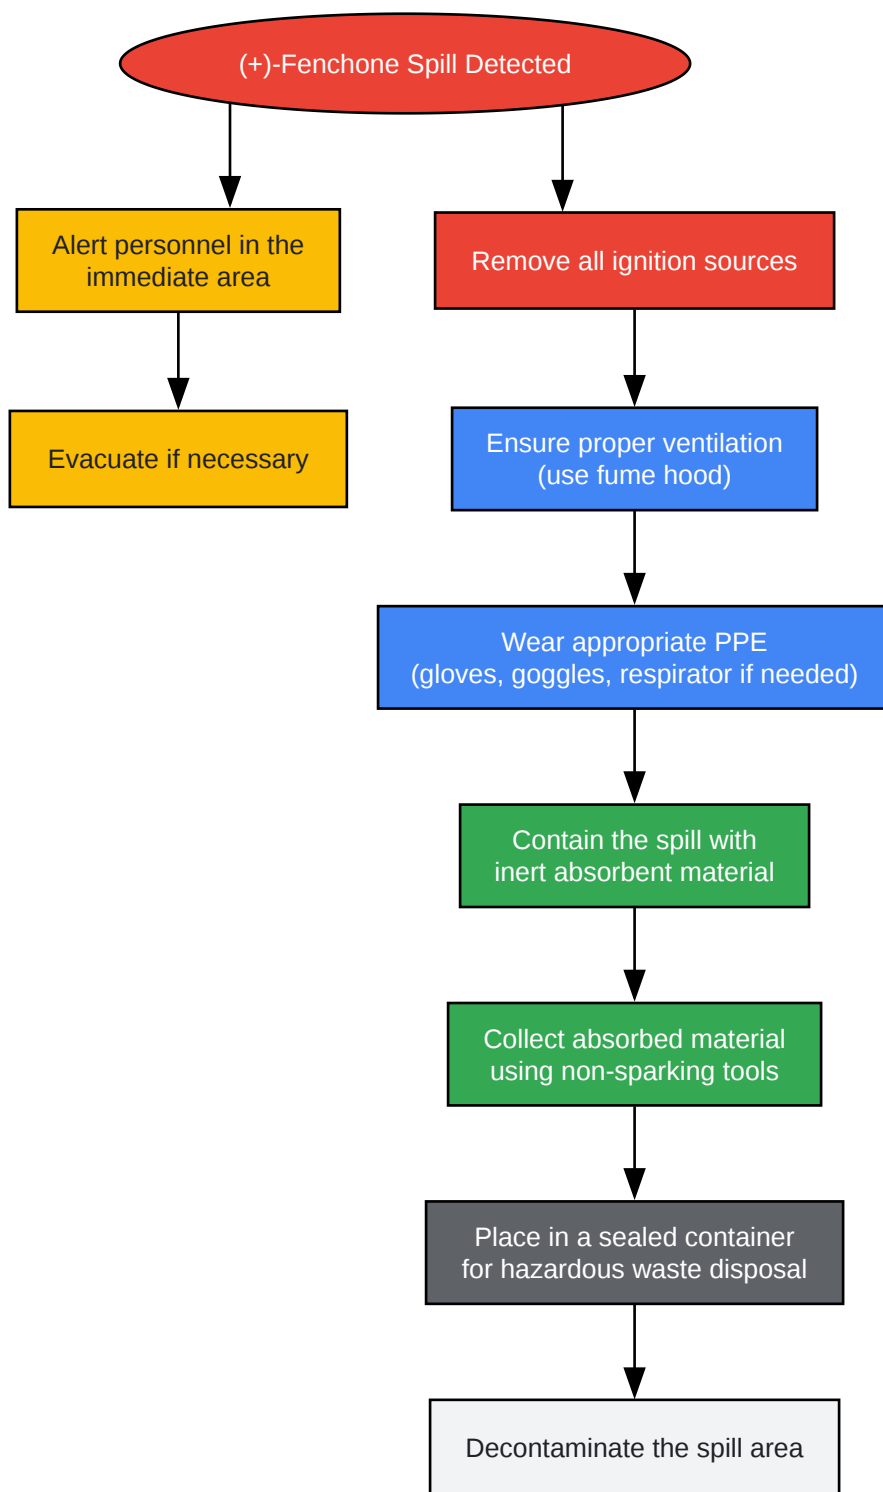 (+)-Fenchone Spill Detected
Alert personnel in the
immediate area
Remove all ignition sources
Evacuate if necessary
Ensure proper ventilation
(use fume hood)
Wear appropriate PPE
(gloves, goggles, respirator if needed)
Contain the spill with
inert absorbent material
Collect absorbed material
using non-sparking tools
Place in a sealed container
for hazardous waste disposal
Decontaminate the spill area